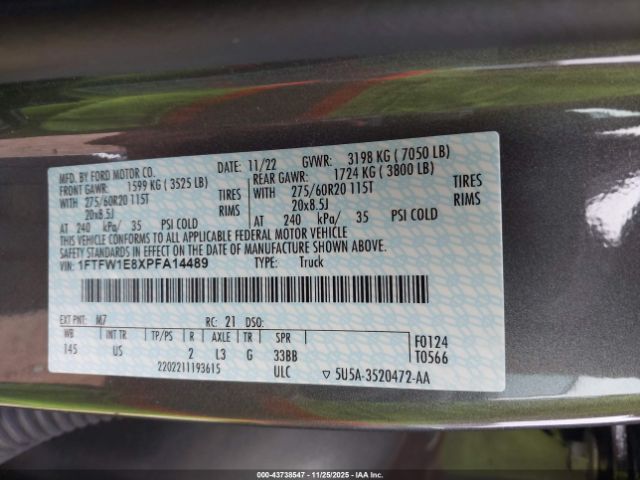 MFD. BY FORD MOTOR CO.
DATE: 11/22 GVWR: 3198 KG ( 7050 LB)
FRONT GAWR: 1599 KG ( 3525 LB) REAR GAWR: 1724 KG ( 3800 LB)
WITH 275/60R20 115T TIRES WITH 275/60R20 115T TIRES
20x8.5J RIMS 20x8.5J RIMS
AT 240 kPa/ 35 PSI COLD AT 240 kPa/ 35 PSI COLD
THIS VEHICLE CONFORMS TO ALL APPLICABLE FEDERAL MOTOR VEHICLE
SAFETY STANDARDS IN EFFECT ON THE DATE OF MANUFACTURE SHOWN ABOVE.
VIN: 1FTFW1E8XPFA14489 TYPE: Truck
EXT PNT: M7 RC: 21 DSO:
WB INT TR TP/PS R AXLE TR SPR
145 US 2 L3 G 33BB
F0124
T0566
2202211193615 ULC ▽ 5U5A-3520472-AA
000-43738547 - 11/25/2025 - IAA Inc.